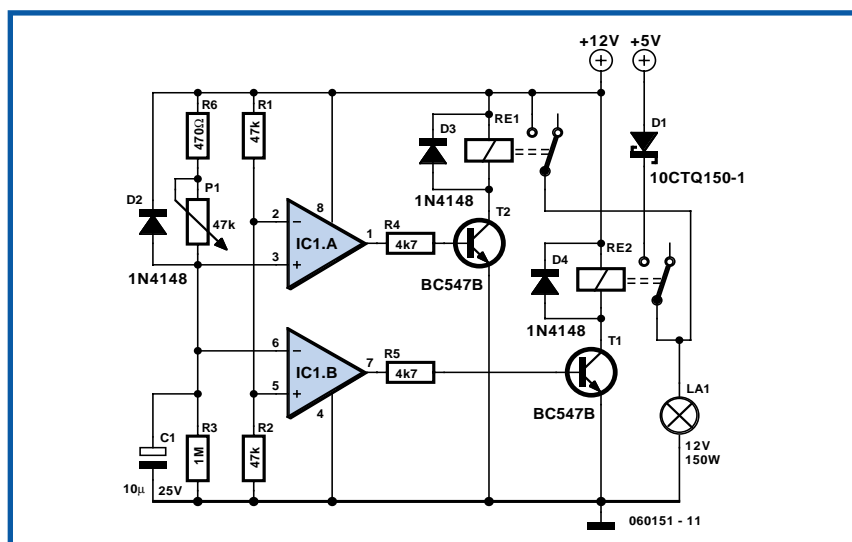 +12V +5V
R6 R1
470Ω 47k
D3 RE1
D1
10CTQ150-1
D2 P1
47k
8 T2
2 –
1N4148
IC1.A 1 R4
4k7
3 +
1N4148
BC547B
D4 RE2
1N4148
T1
6 –
IC1.B 7 R5
4k7
5 +
4
BC547B
LA1
12V
150W
C1 R3 R2
1M 47k
10µ 25V
060151 - 11